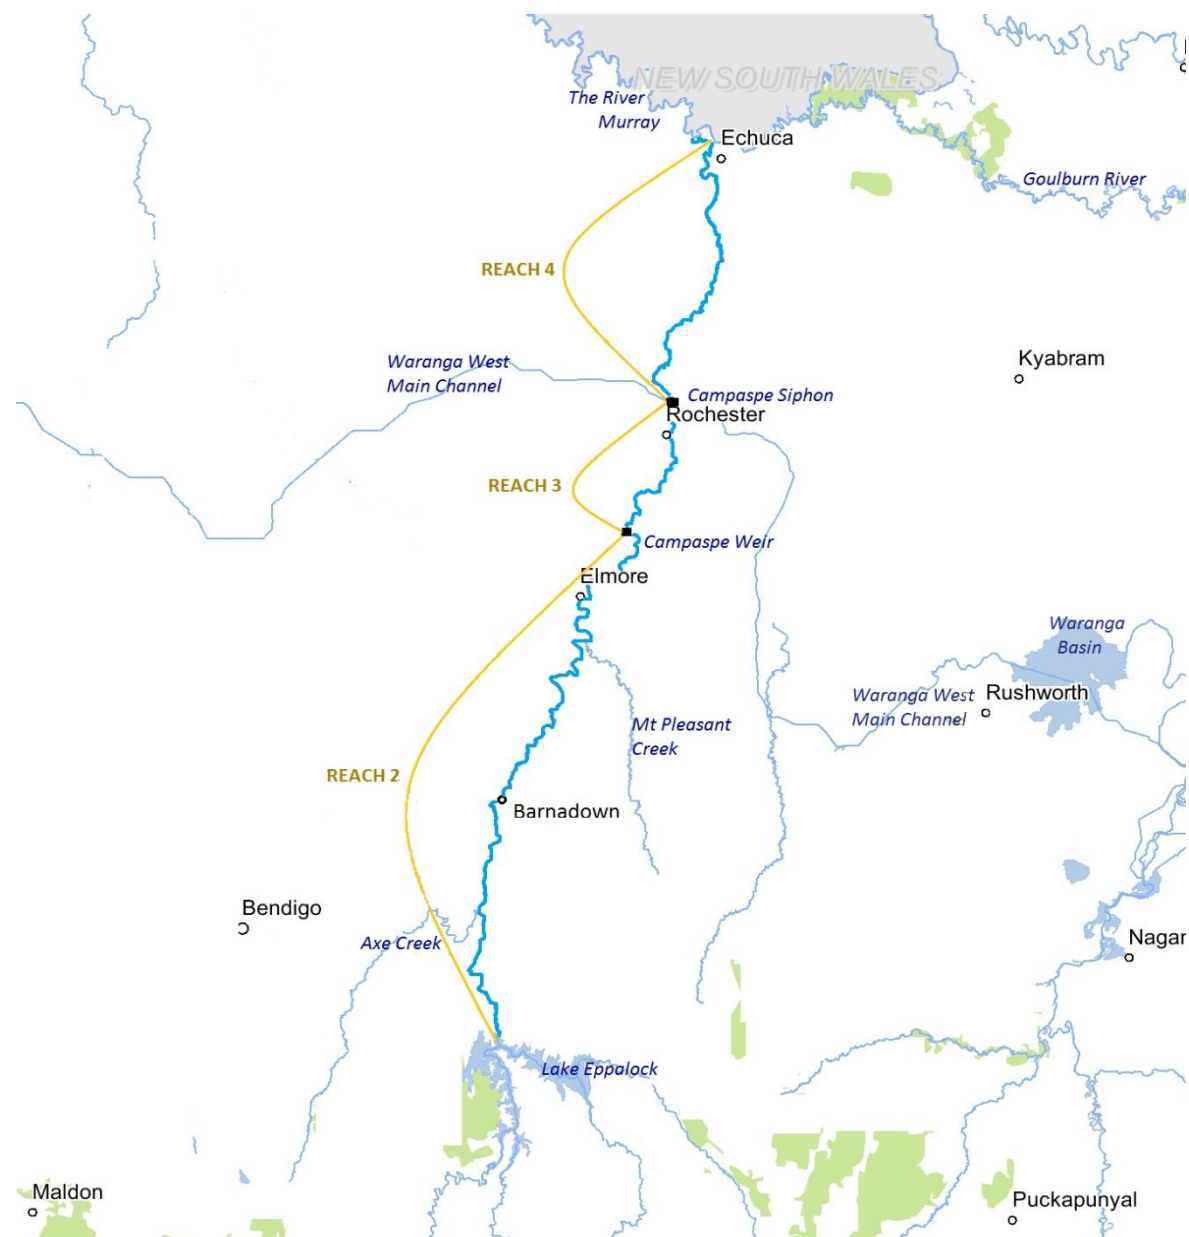 NEW SOUTH WALES
The River
Murray
Echuca
Goulburn River
REACH 4
Waranga West
Main Channel
Kyabram
Campaspe Siphon
Rochester
REACH 3
Campaspe Weir
Elmore
Waranga
Basin
Waranga West
Main Channel
Rushworth
Mt Pleasant
Creek
REACH 2
Barnadown
Bendigo
Axe Creek
Nagar
Lake Eppalock
Maldon
Puckapunyal